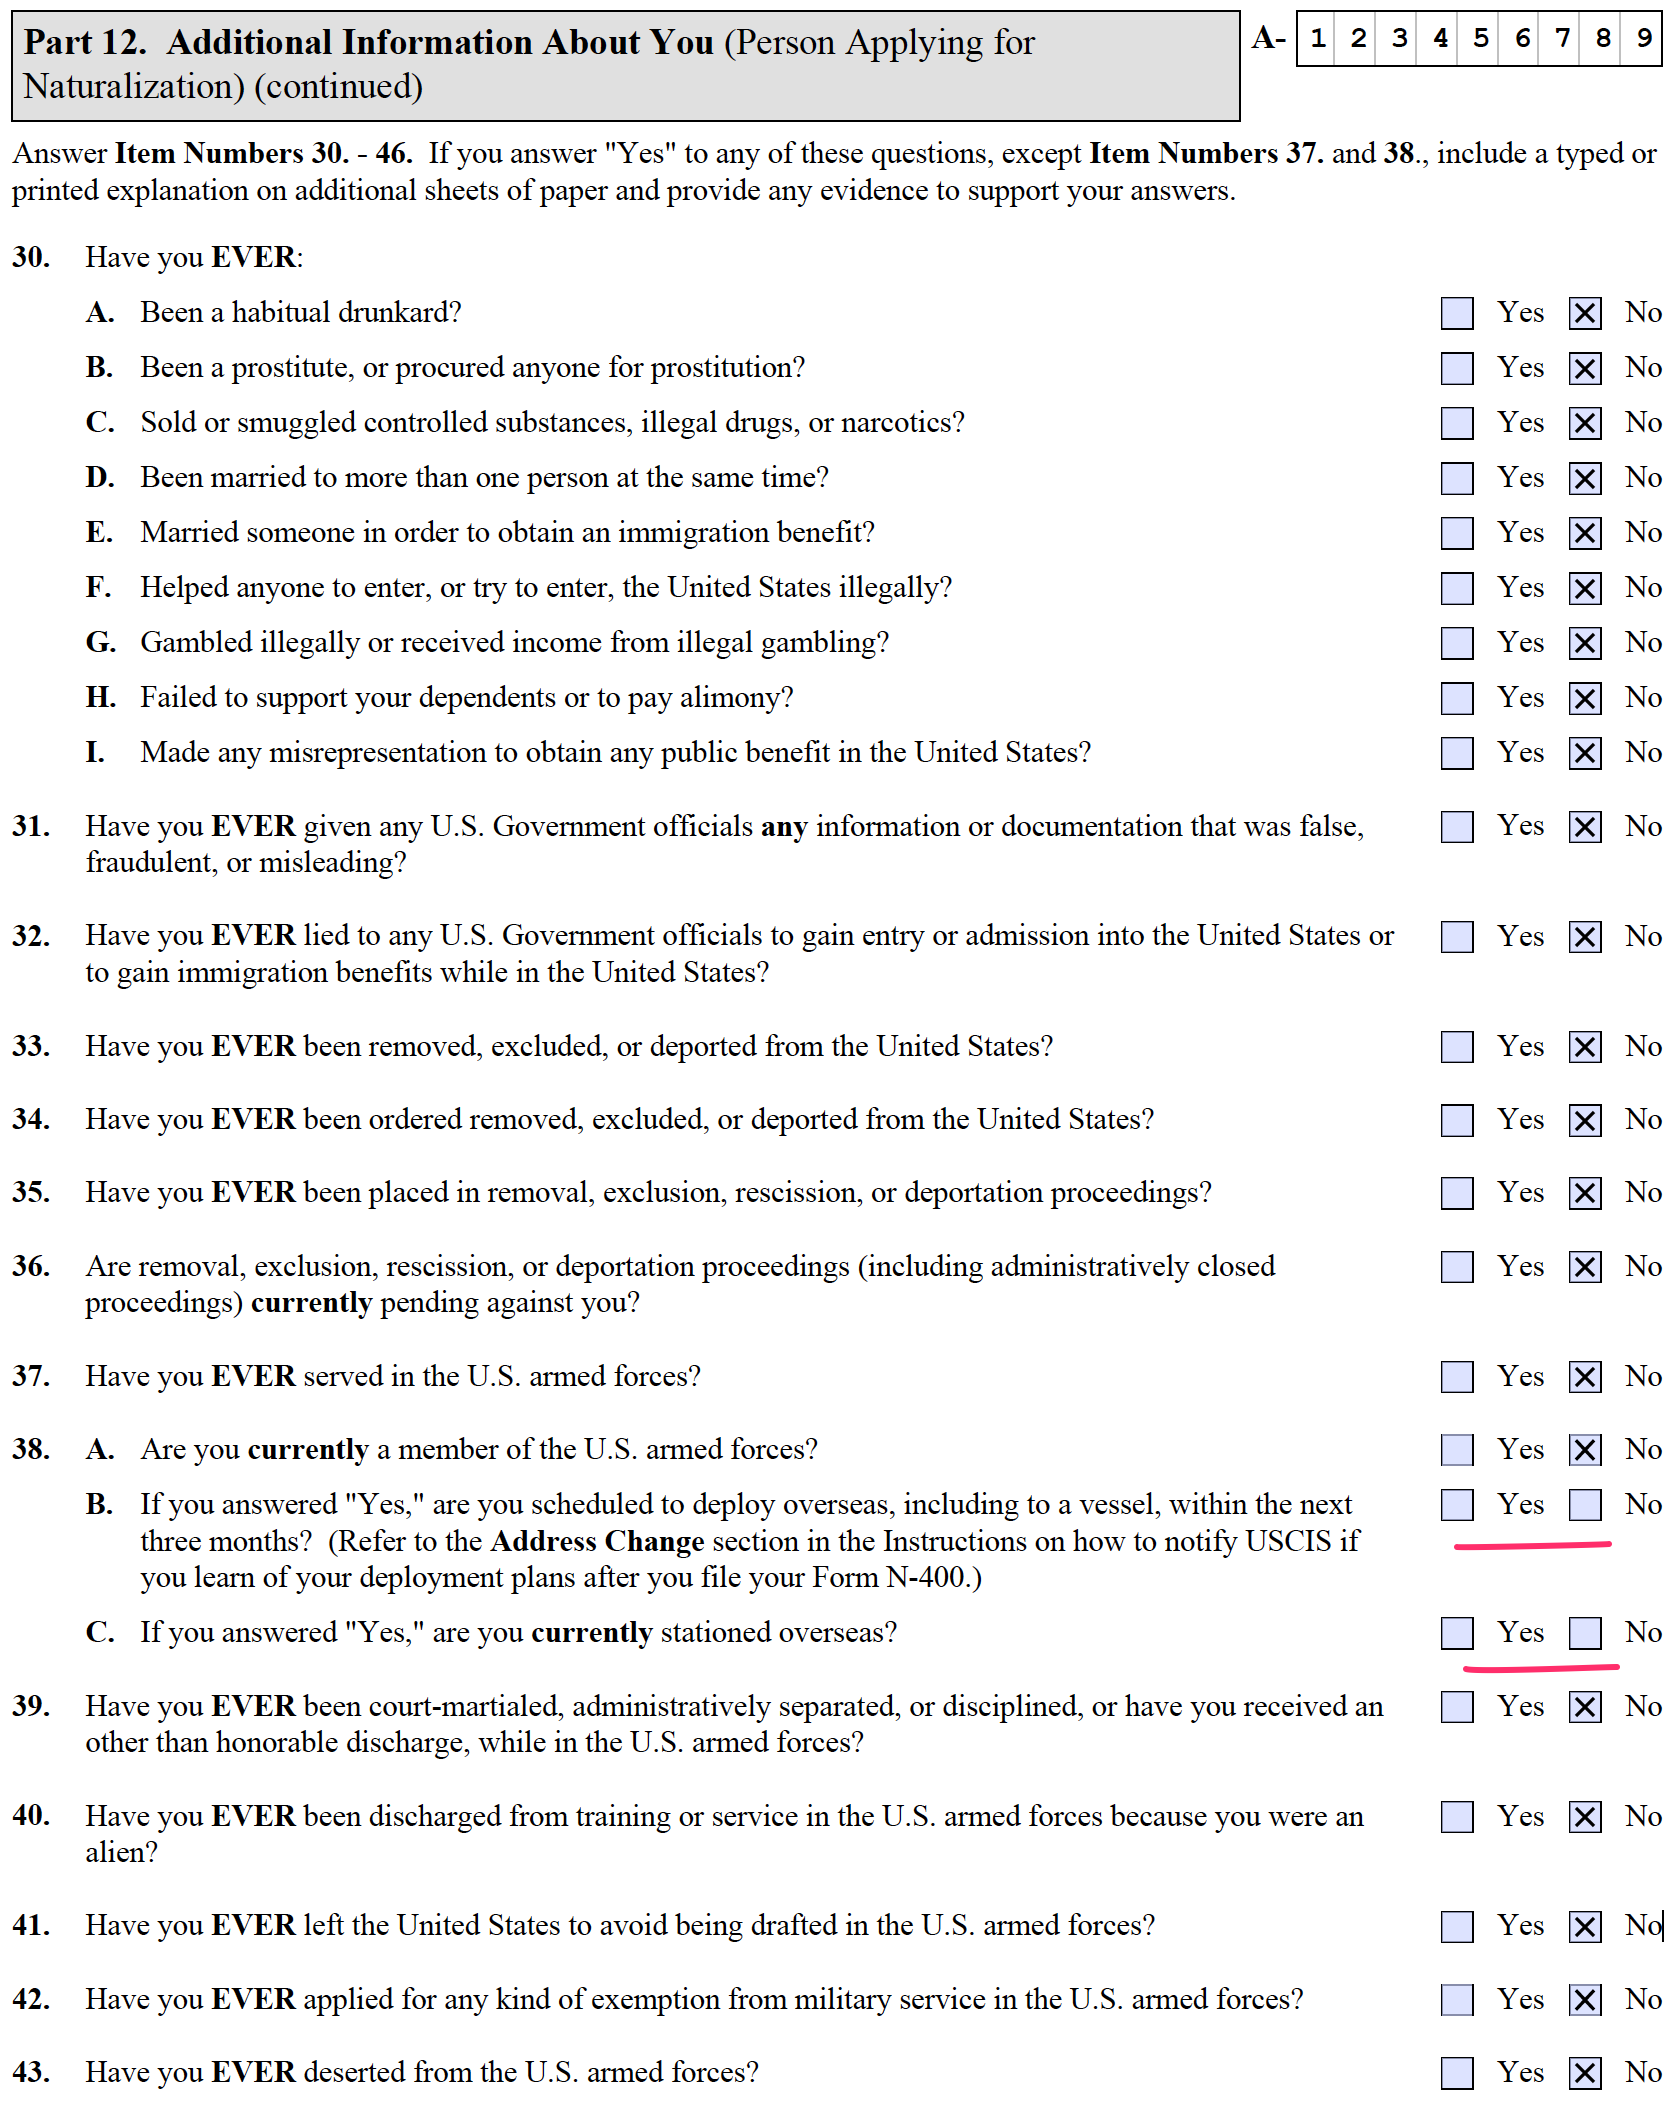 Part 12.  Additional Information About You (Person Applying for
Naturalization) (continued)
A- 1 2 3 4 5 6 7 8 9
Answer Item Numbers 30. - 46.  If you answer "Yes" to any of these questions, except Item Numbers 37. and 38., include a typed or
printed explanation on additional sheets of paper and provide any evidence to support your answers.
30. Have you EVER:
A. Been a habitual drunkard? Yes No
B. Been a prostitute, or procured anyone for prostitution? Yes No
C. Sold or smuggled controlled substances, illegal drugs, or narcotics? Yes No
D. Been married to more than one person at the same time? Yes No
E. Married someone in order to obtain an immigration benefit? Yes No
F. Helped anyone to enter, or try to enter, the United States illegally? Yes No
G. Gambled illegally or received income from illegal gambling? Yes No
H. Failed to support your dependents or to pay alimony? Yes No
I. Made any misrepresentation to obtain any public benefit in the United States? Yes No
31. Have you EVER given any U.S. Government officials any information or documentation that was false, Yes No
fraudulent, or misleading?
32. Have you EVER lied to any U.S. Government officials to gain entry or admission into the United States or Yes No
to gain immigration benefits while in the United States?
33. Have you EVER been removed, excluded, or deported from the United States? Yes No
34. Have you EVER been ordered removed, excluded, or deported from the United States? Yes No
35. Have you EVER been placed in removal, exclusion, rescission, or deportation proceedings? Yes No
36. Are removal, exclusion, rescission, or deportation proceedings (including administratively closed Yes No
proceedings) currently pending against you?
37. Have you EVER served in the U.S. armed forces? Yes No
38. A. Are you currently a member of the U.S. armed forces? Yes No
B. If you answered "Yes," are you scheduled to deploy overseas, including to a vessel, within the next Yes No
three months?  (Refer to the Address Change section in the Instructions on how to notify USCIS if
you learn of your deployment plans after you file your Form N-400.)
C. If you answered "Yes," are you currently stationed overseas? Yes No
39. Have you EVER been court-martialed, administratively separated, or disciplined, or have you received an Yes No
other than honorable discharge, while in the U.S. armed forces?
40. Have you EVER been discharged from training or service in the U.S. armed forces because you were an Yes No
alien?
41. Have you EVER left the United States to avoid being drafted in the U.S. armed forces? Yes No
42. Have you EVER applied for any kind of exemption from military service in the U.S. armed forces? Yes No
43. Have you EVER deserted from the U.S. armed forces? Yes No